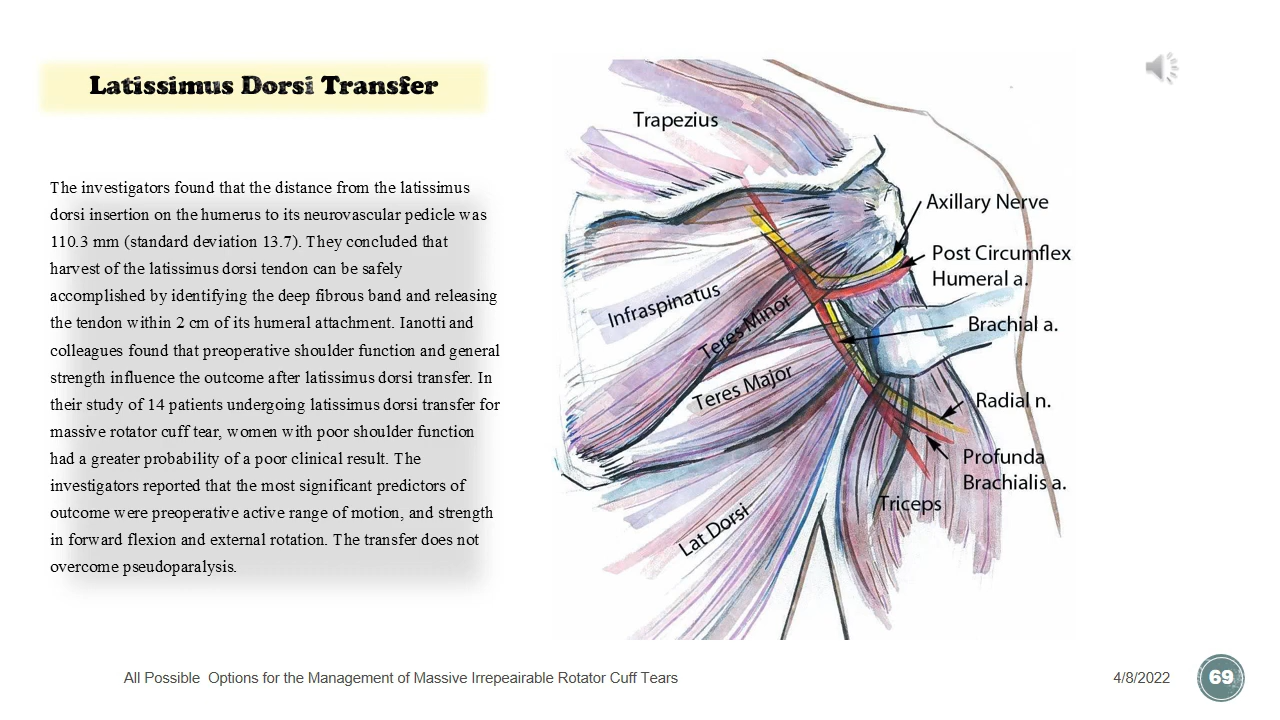 Latissimus Dorsi Transfer
The investigators found that the distance from the latissimus
dorsi insertion on the humerus to its neurovascular pedicle was
110.3 mm (standard deviation 13.7). They concluded that
harvest of the latissimus dorsi tendon can be safely
accomplished by identifying the deep fibrous band and releasing
the tendon within 2 cm of its humeral attachment. Ianotti and
colleagues found that preoperative shoulder function and general
strength influence the outcome after latissimus dorsi transfer. In
their study of 14 patients undergoing latissimus dorsi transfer for
massive rotator cuff tear, women with poor shoulder function
had a greater probability of a poor clinical result. The
investigators reported that the most significant predictors of
outcome were preoperative active range of motion, and strength
in forward flexion and external rotation. The transfer does not
overcome pseudoparalysis.
Trapezius
Axillary Nerve
Post Circumflex
Humeral a.
Infraspinatus
Teres Minor
Brachial a.
Teres Major
Radial n.
Profunda
Brachialis a.
Triceps
Lat Dorsi
All Possible Options for the Management of Massive Irrepeairable Rotator Cuff Tears
4/8/2022
69